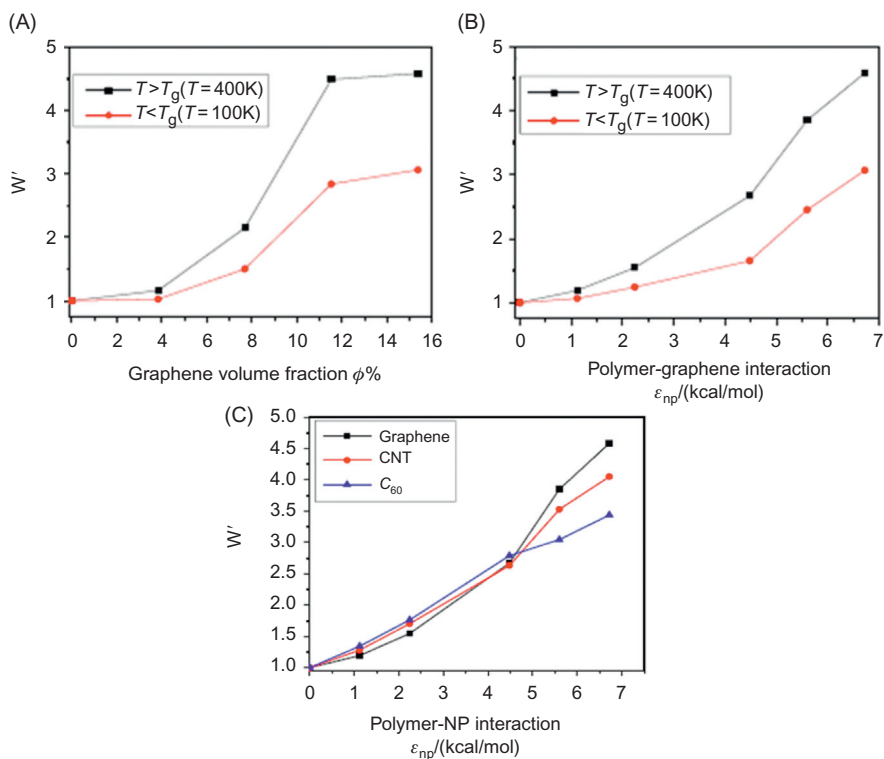 (A)
5
4
3
2
1
W′
T>Tg(T=400K)
T<Tg(T=100K)
0 2 4 6 8 10 12 14 16
Graphene volume fraction ϕ%
(B)
5
4
3
2
1
W′
T>Tg(T=400K)
T<Tg(T=100K)
0 1 2 3 4 5 6 7
Polymer-graphene interaction
εnp/(kcal/mol)
(C)
5.0
4.5
4.0
3.5
3.0
2.5
2.0
1.5
1.0
W′
Graphene
CNT
C60
0 1 2 3 4 5 6 7
Polymer-NP interaction
εnp/(kcal/mol)